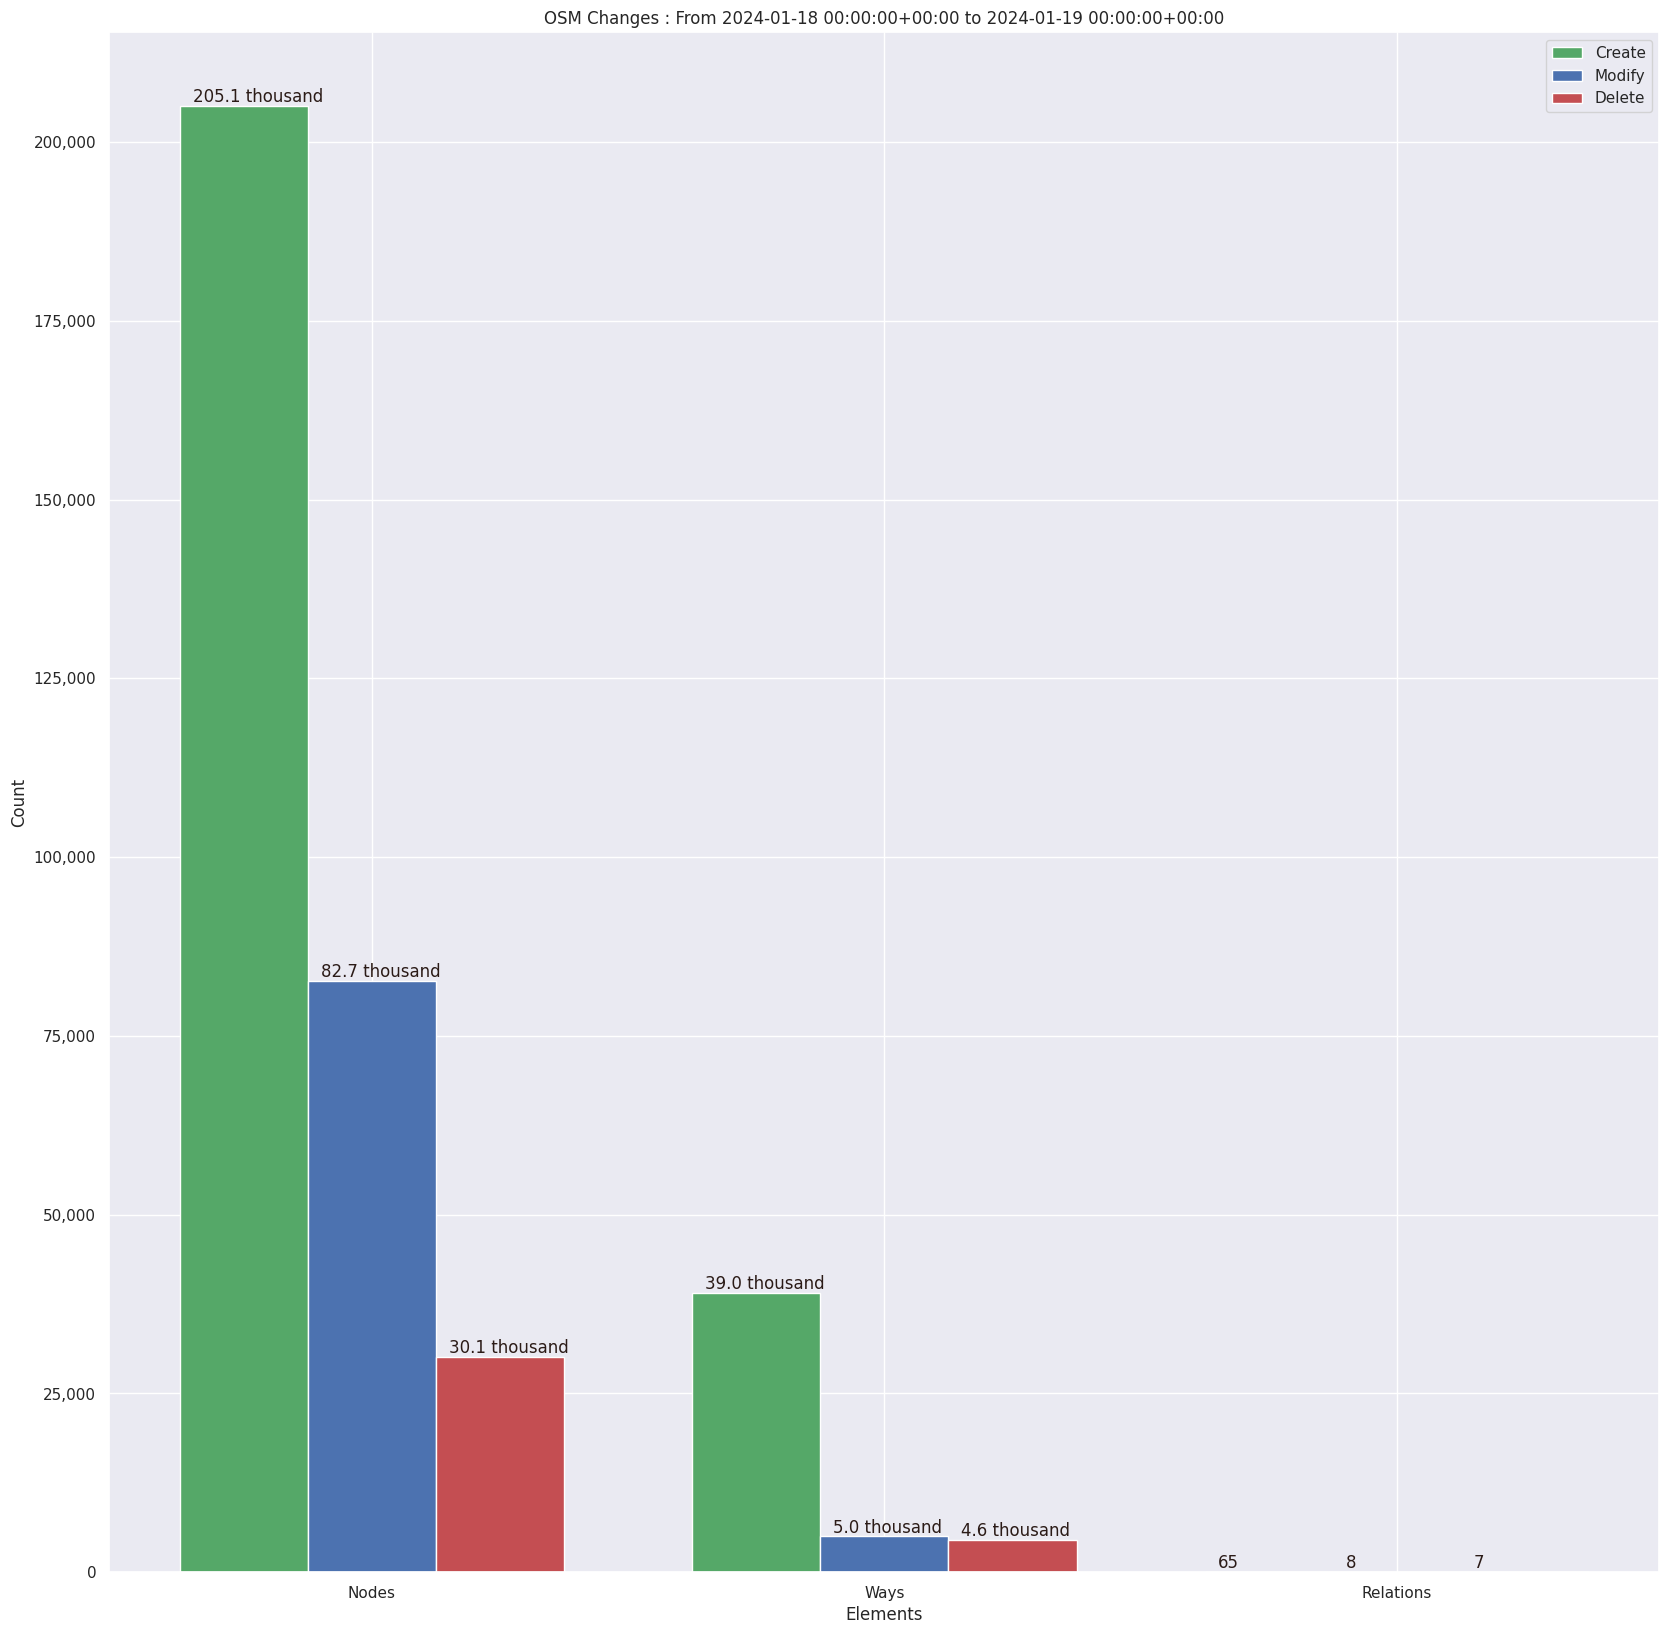 OSM Changes : From 2024-01-18 00:00:00+00:00 to 2024-01-19 00:00:00+00:00
Create
Modify
Delete
205.1 thousand
200,000
175,000
150,000
125,000
100,000
82.7 thousand
75,000
50,000
39.0 thousand
30.1 thousand
25,000
5.0 thousand
4.6 thousand
65
8
7
0
Count
Nodes
Ways
Relations
Elements